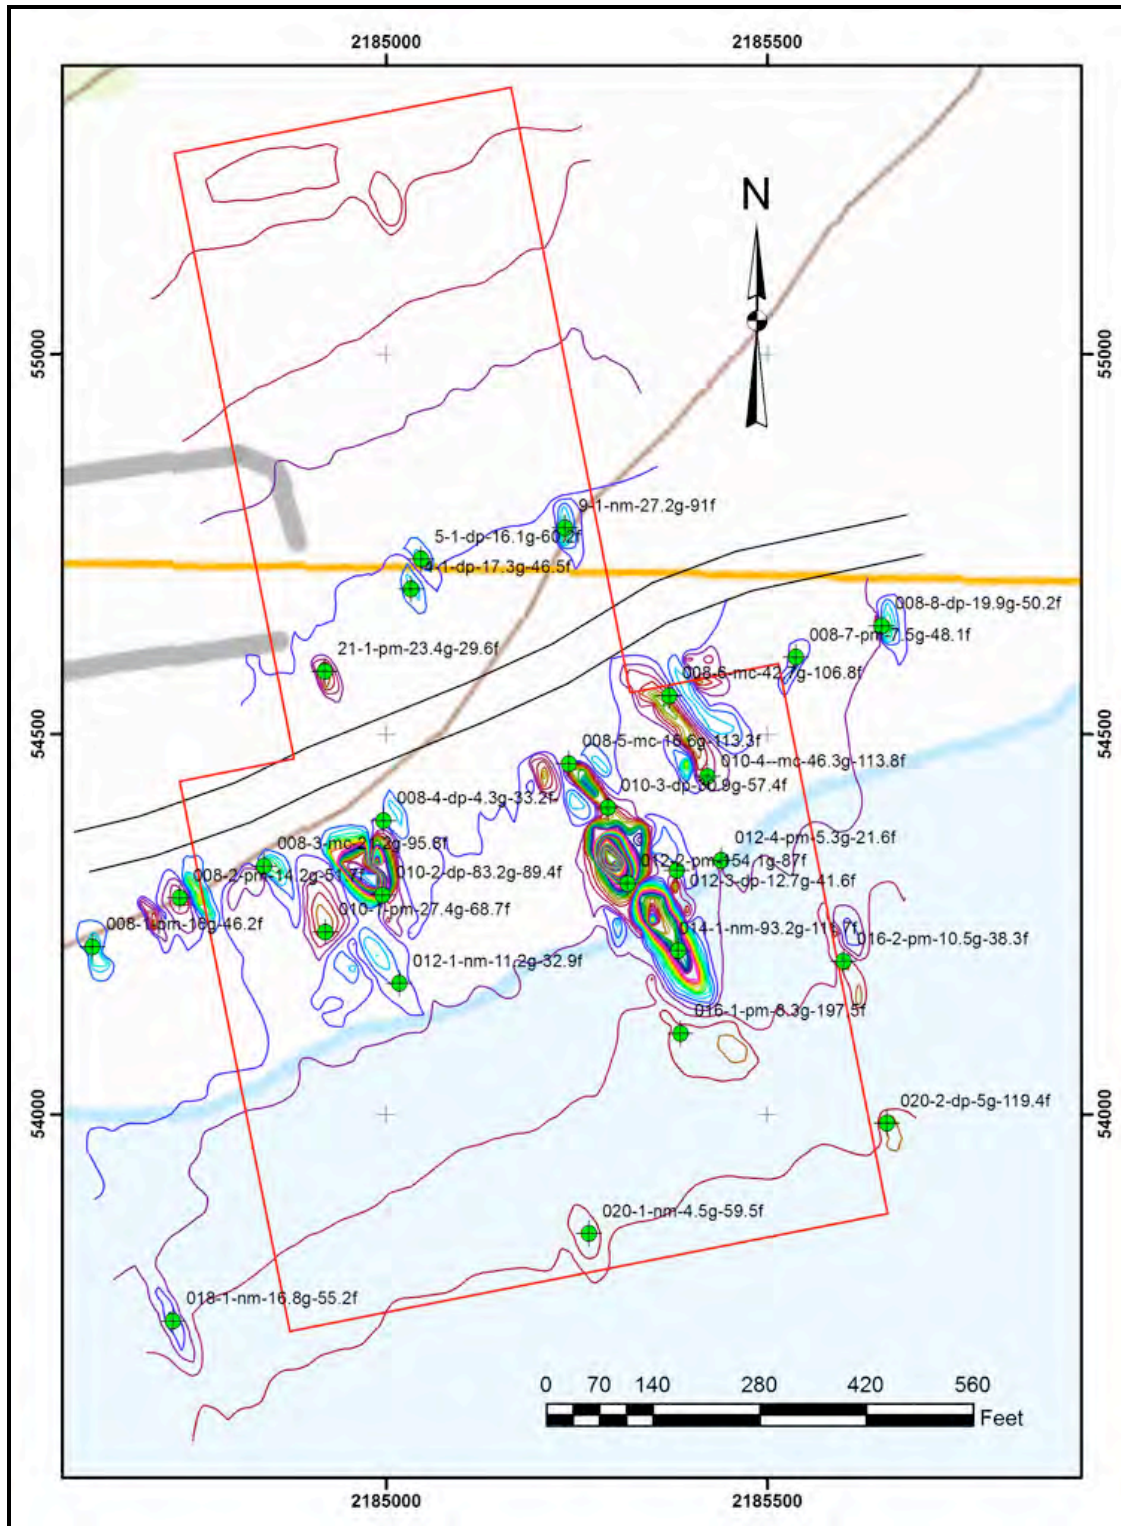 2185000 2185500
N
55000 55000
9-1-nm-27.2g-91f
5-1-dp-16.1g-60.2f
4-1-dp-17.3g-46.5f
008-8-dp-19.9g-50.2f
008-7-pm-7.5g-48.1f
21-1-pm-23.4g-29.6f
008-6-mc-42.7g-106.8f
54500 54500
008-5-mc-16.6g-113.3f
010-4--mc-46.3g-113.8f
010-3-dp-30.9g-57.4f
008-4-dp-4.3g-33.2f
008-3-mc-21.2g-95.8f
012-4-pm-5.3g-21.6f
012-2-pm-154.1g-87f
008-2-pm-14.2g-51.7f
010-2-dp-83.2g-89.4f
012-3-dp-12.7g-41.6f
010-1-pm-27.4g-68.7f
008-1-pm-16g-46.2f
014-1-nm-93.2g-111.7f
016-2-pm-10.5g-38.3f
012-1-nm-11.2g-32.9f
016-1-pm-8.3g-197.5f
54000 54000
020-2-dp-5g-119.4f
020-1-nm-4.5g-59.5f
018-1-nm-16.8g-55.2f
0 70 140 280 420 560
Feet
2185000 2185500